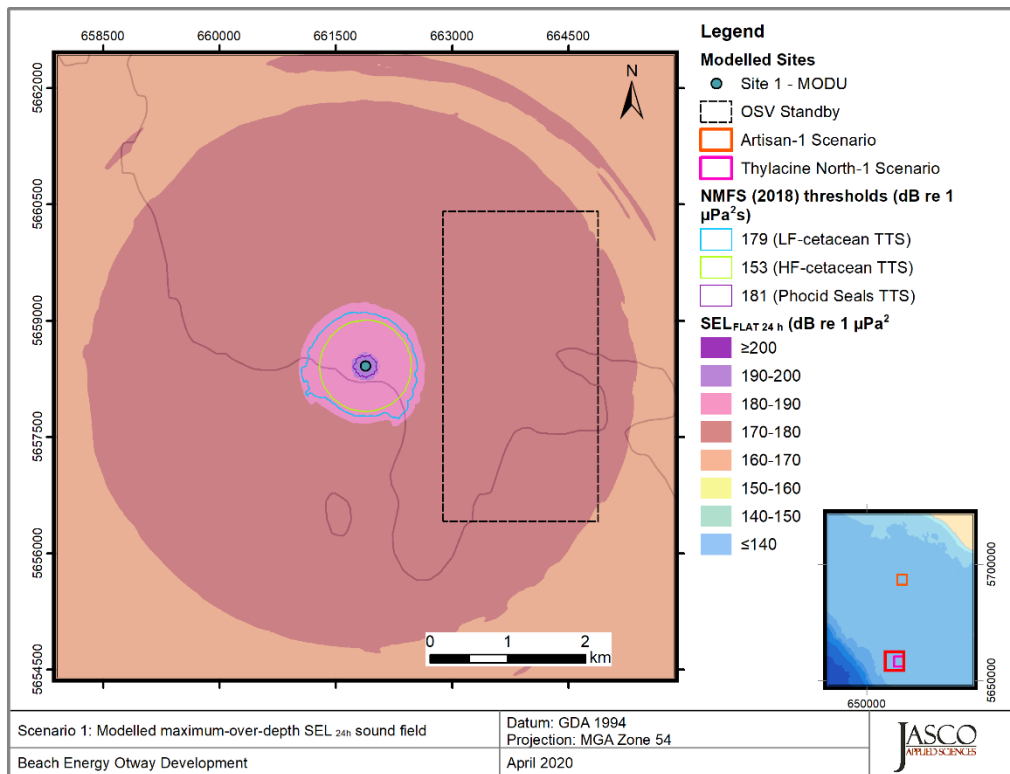 658500 660000 661500 663000 664500
5662000
5660500
5659000
5657500
5656000
5654500
N
0 1 2
km
Legend
Modelled Sites
Site 1 - MODU
OSV Standby
Artisan-1 Scenario
Thylacine North-1 Scenario
NMFS (2018) thresholds (dB re 1
µPa²s)
179 (LF-cetacean TTS)
153 (HF-cetacean TTS)
181 (Phocid Seals TTS)
SEL FLAT 24 h (dB re 1 µPa²
≥200
190-200
180-190
170-180
160-170
150-160
140-150
≤140
5700000
5650000
650000
Scenario 1: Modelled maximum-over-depth SEL 24h sound field
Beach Energy Otway Development
Datum: GDA 1994
Projection: MGA Zone 54
April 2020
JASCO
APPLIED SCIENCES